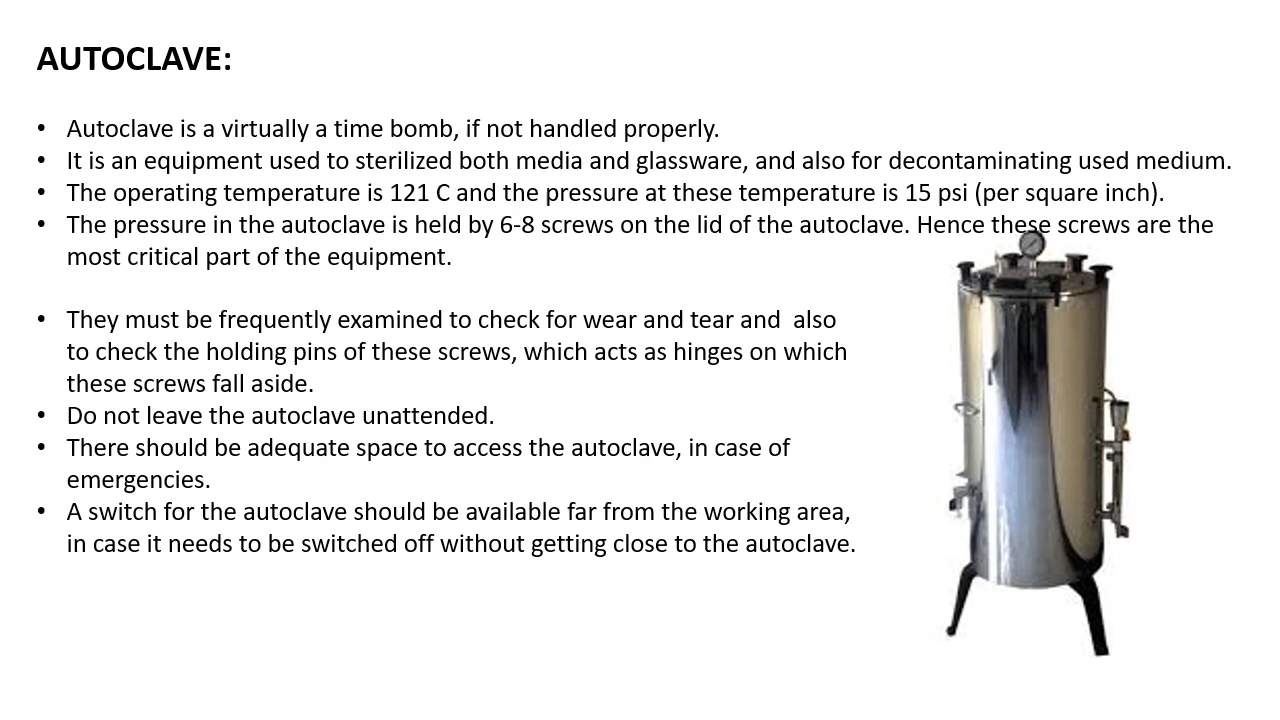 AUTOCLAVE:
• Autoclave is a virtually a time bomb, if not handled properly.
• It is an equipment used to sterilized both media and glassware, and also for decontaminating used medium.
• The operating temperature is 121 C and the pressure at these temperature is 15 psi (per square inch).
• The pressure in the autoclave is held by 6-8 screws on the lid of the autoclave. Hence these screws are the
most critical part of the equipment.
• They must be frequently examined to check for wear and tear and  also
to check the holding pins of these screws, which acts as hinges on which
these screws fall aside.
• Do not leave the autoclave unattended.
• There should be adequate space to access the autoclave, in case of
emergencies.
• A switch for the autoclave should be available far from the working area,
in case it needs to be switched off without getting close to the autoclave.